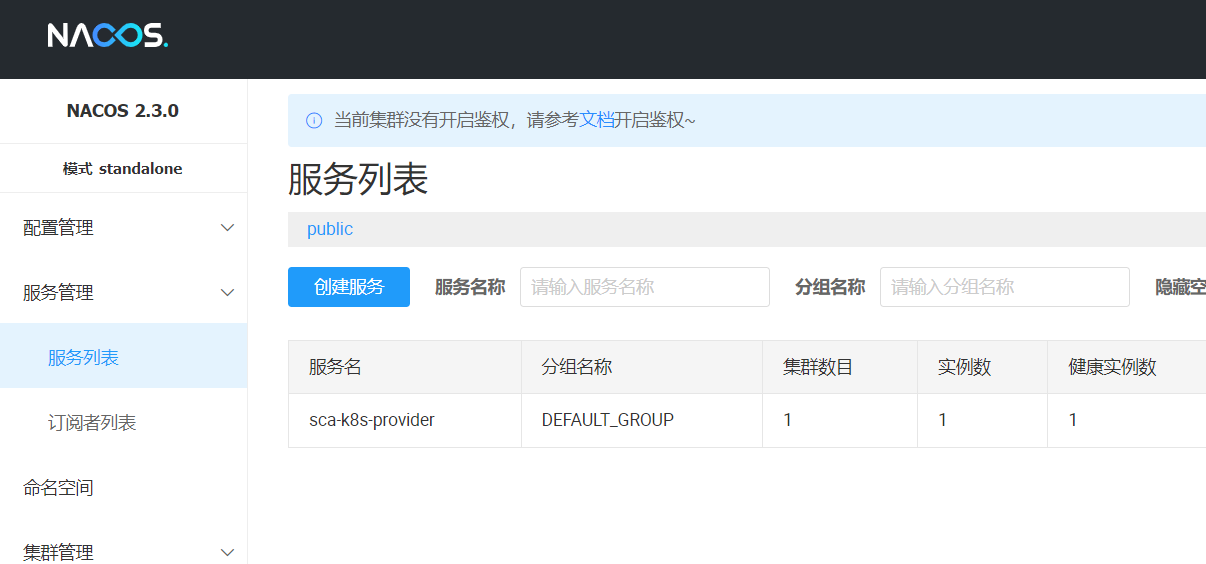 NACOS.
NACOS 2.3.0
模式 standalone
配置管理
服务管理
服务列表
订阅者列表
命名空间
集群管理
当前集群没有开启鉴权，请参考文档开启鉴权~
服务列表
public
创建服务 服务名称 请输入服务名称 分组名称 请输入分组名称 隐藏空
服务名 分组名称 集群数目 实例数 健康实例数
sca-k8s-provider DEFAULT_GROUP 1 1 1